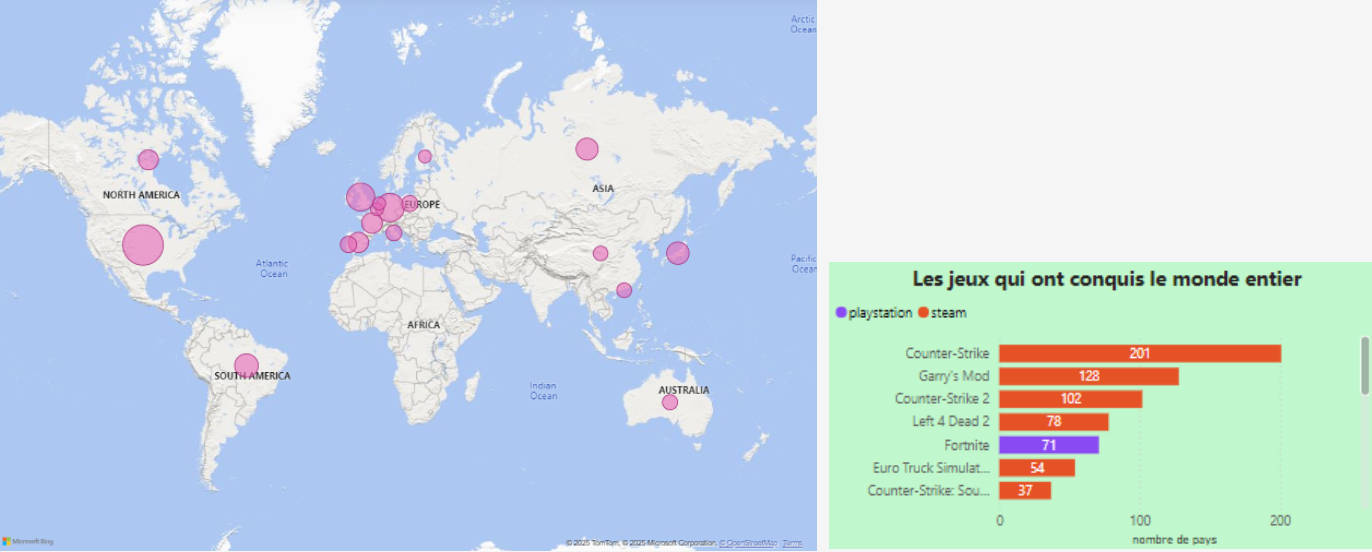 Arctic
Ocean
NORTH AMERICA
EUROPE
ASIA
Atlantic
Ocean
Pacific
Ocean
AFRICA
SOUTH AMERICA
Indian
Ocean
AUSTRALIA
Microsoft Bing
© 2025 TomTom, © 2025 Microsoft Corporation, © OpenStreetMap Terms
Les jeux qui ont conquis le monde entier
playstation steam
Counter-Strike 201
Garry's Mod 128
Counter-Strike 2 102
Left 4 Dead 2 78
Fortnite 71
Euro Truck Simulat... 54
Counter-Strike: Sou... 37
0 100 200
nombre de pays